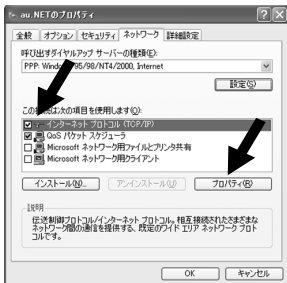 au.NETのプロパティ
全般 オプション セキュリティ ネットワーク 詳細設定
呼び出すダイヤルアップ サーバーの種類(E):
PPP: Windows 95/98/NT4/2000, Internet
設定(S)
この接続は次の項目を使用します(O):
インターネット プロトコル (TCP/IP)
QoS パケット スケジューラ
Microsoft ネットワーク用ファイルとプリンタ共有
Microsoft ネットワーク用クライアント
インストール(N)... アンインストール(U) プロパティ(R)
説明
伝送制御プロトコル/インターネット プロトコル。相互接続されたさまざまな
ネットワーク間の通信を提供する、既定のワイド エリア ネットワーク プロト
コルです。
OK キャンセル